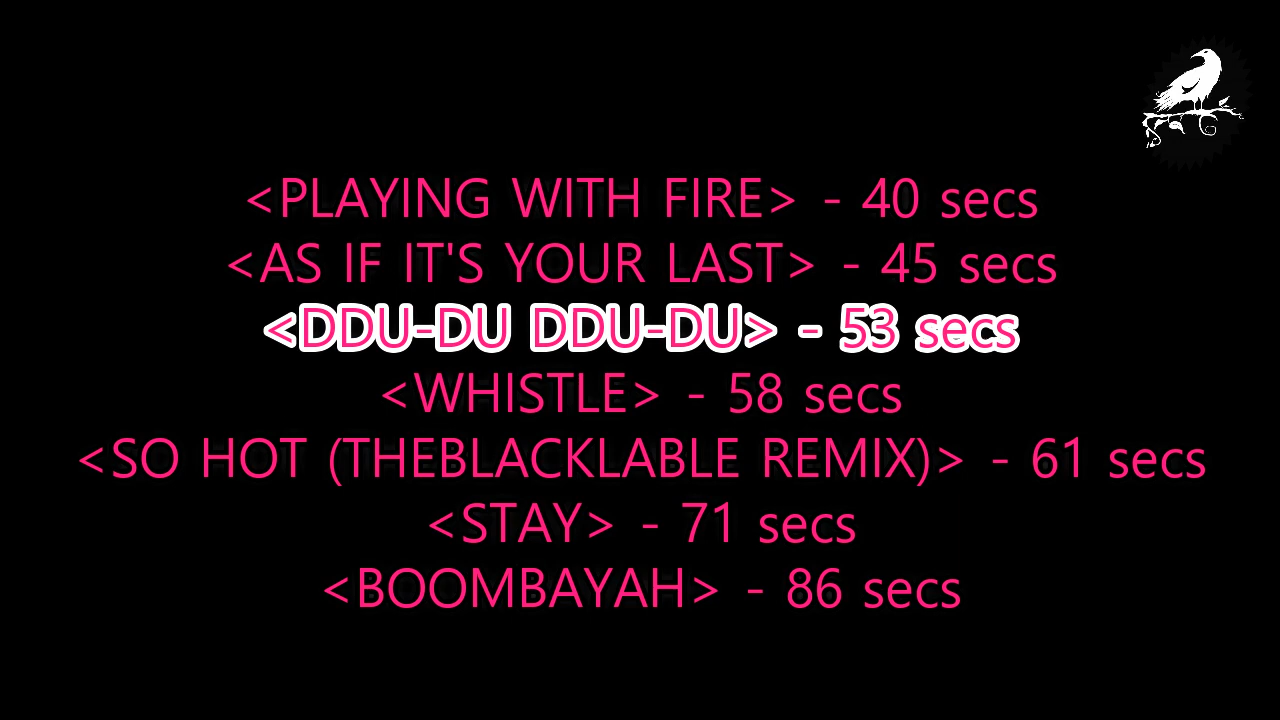 <PLAYING WITH FIRE> - 40 secs
<AS IF IT'S YOUR LAST> - 45 secs
<DDU-DU DDU-DU> - 53 secs
<WHISTLE> - 58 secs
<SO HOT (THEBLACKLABLE REMIX)> - 61 secs
<STAY> - 71 secs
<BOOMBAYAH> - 86 secs